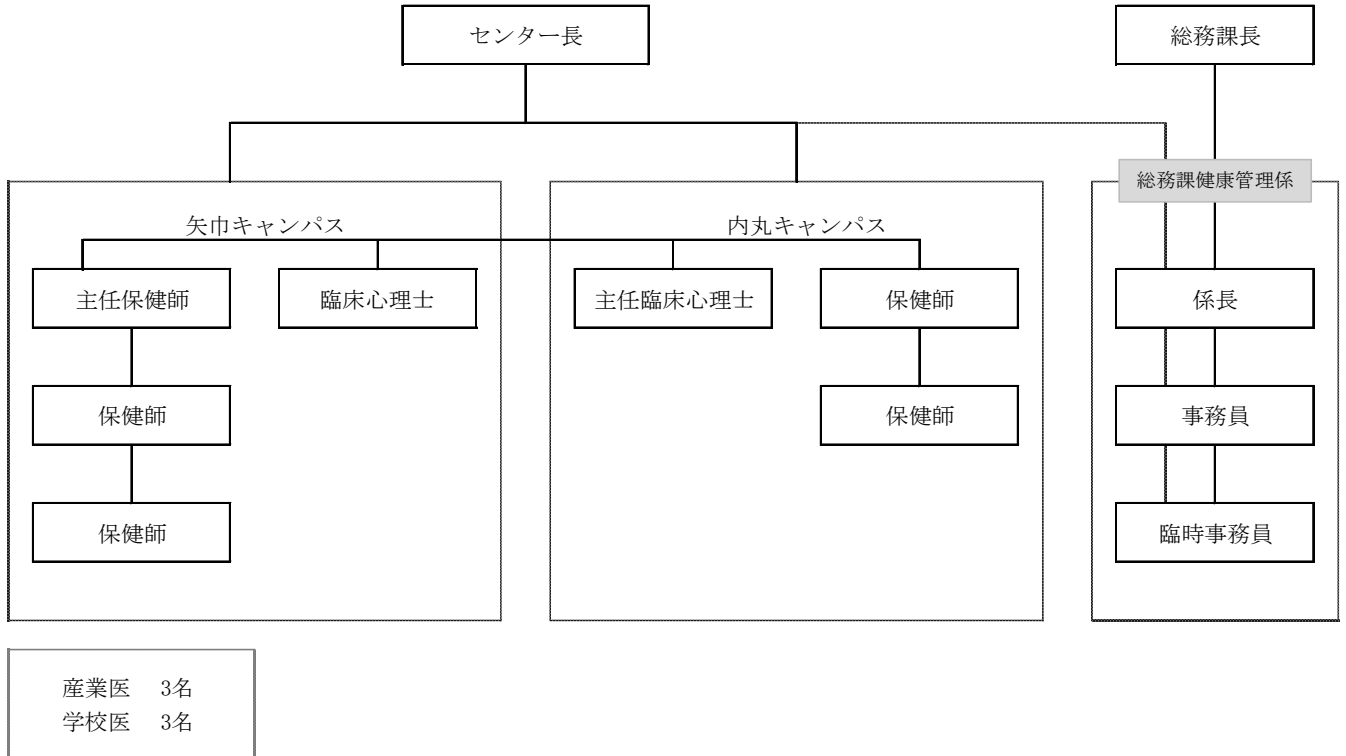 センター長
総務課長
総務課健康管理係
矢巾キャンパス
内丸キャンパス
主任保健師
臨床心理士
主任臨床心理士
保健師
係長
保健師
保健師
事務員
保健師
臨時事務員
産業医 3名
学校医 3名